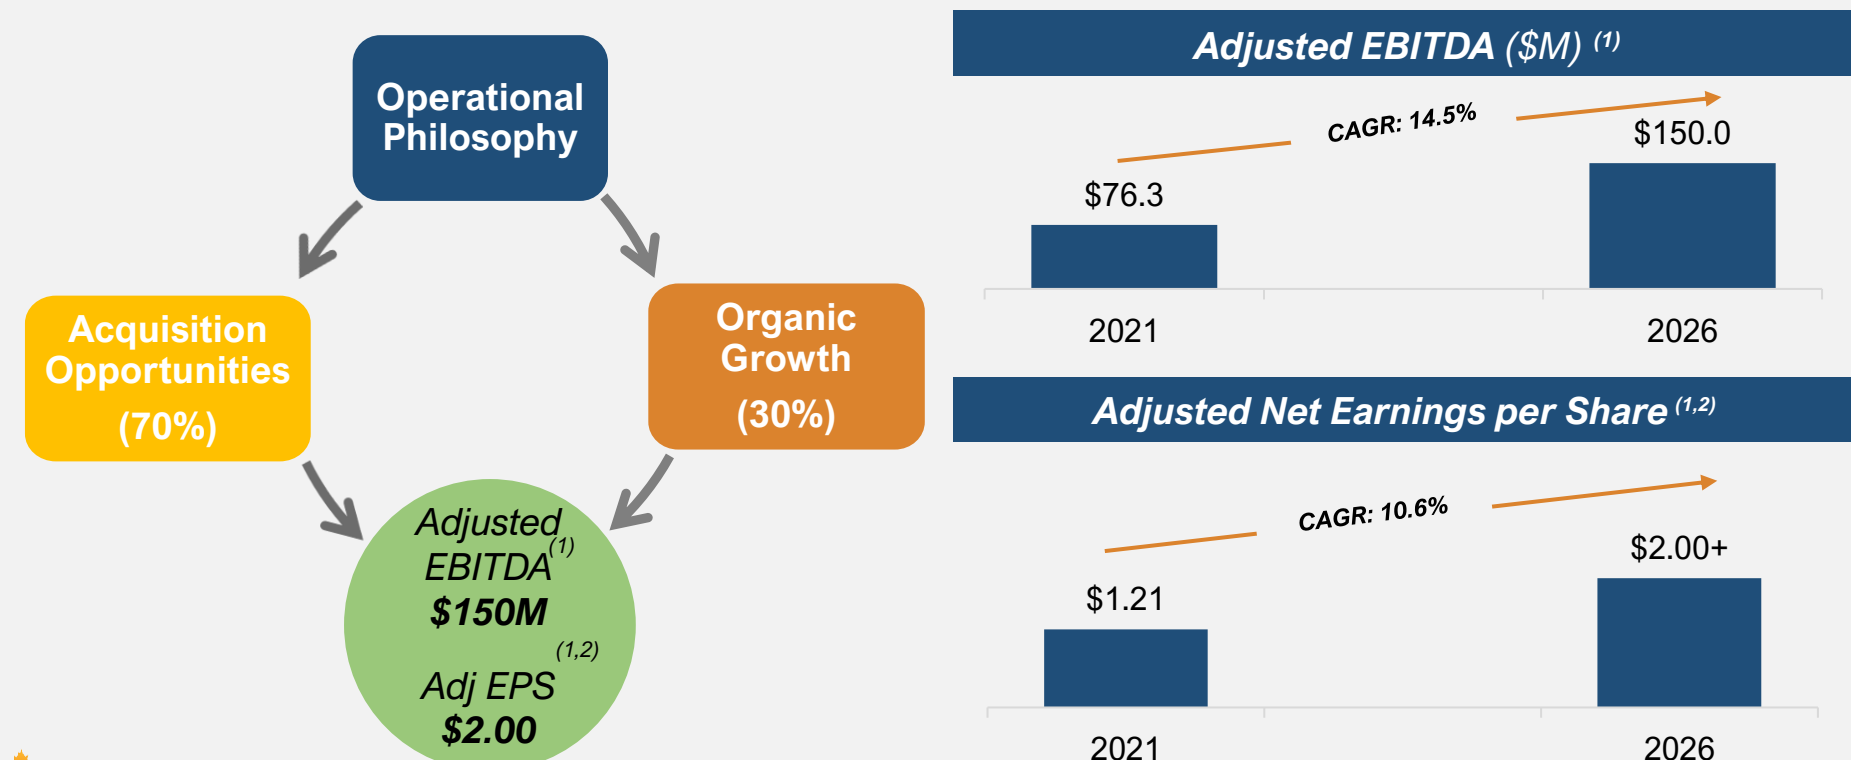 Operational
Philosophy
Acquisition
Opportunities
(70%)
Organic
Growth
(30%)
Adjusted
EBITDA (1)
$150M
(1,2)
Adj EPS
$2.00
Adjusted EBITDA ($M) (1)
CAGR: 14.5%
$150.0
$76.3
2021 2026
Adjusted Net Earnings per Share (1,2)
CAGR: 10.6%
$2.00+
$1.21
2021 2026